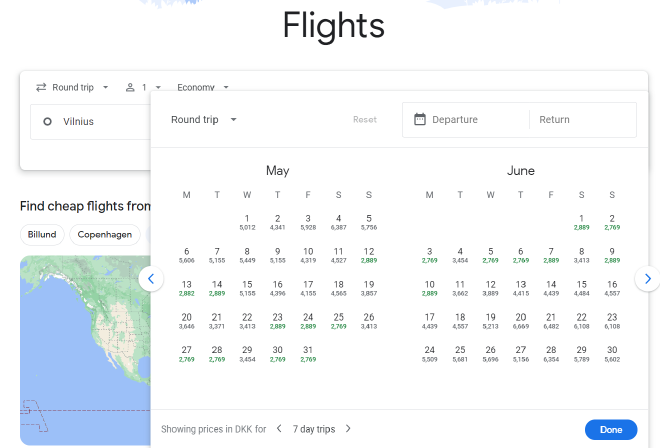 Flights
Round trip 1 Economy
Vilnius
Round trip Reset Departure Return
Find cheap flights from
Billund Copenhagen
May
M T W T F S S
1 2 3 4 5
5,012 4,341 5,928 6,387 5,756
6 7 8 9 10 11 12
5,606 5,155 5,449 5,155 4,319 4,527 2,889
13 14 15 16 17 18 19
2,882 2,889 5,155 4,396 4,155 4,565 3,857
20 21 22 23 24 25 26
3,646 3,371 3,413 2,889 2,889 2,769 3,413
27 28 29 30 31
2,769 2,769 3,454 2,769 2,769
June
M T W T F S S
1 2
2,889 2,769
3 4 5 6 7 8 9
2,769 3,454 2,769 2,769 2,889 3,413 2,889
10 11 12 13 14 15 16
2,889 3,662 3,889 4,415 4,439 4,484 4,557
17 18 19 20 21 22 23
4,439 4,557 5,213 6,669 6,482 6,108 6,108
24 25 26 27 28 29 30
5,509 5,681 5,696 5,156 6,354 5,789 5,602
Showing prices in DKK for 7 day trips Done